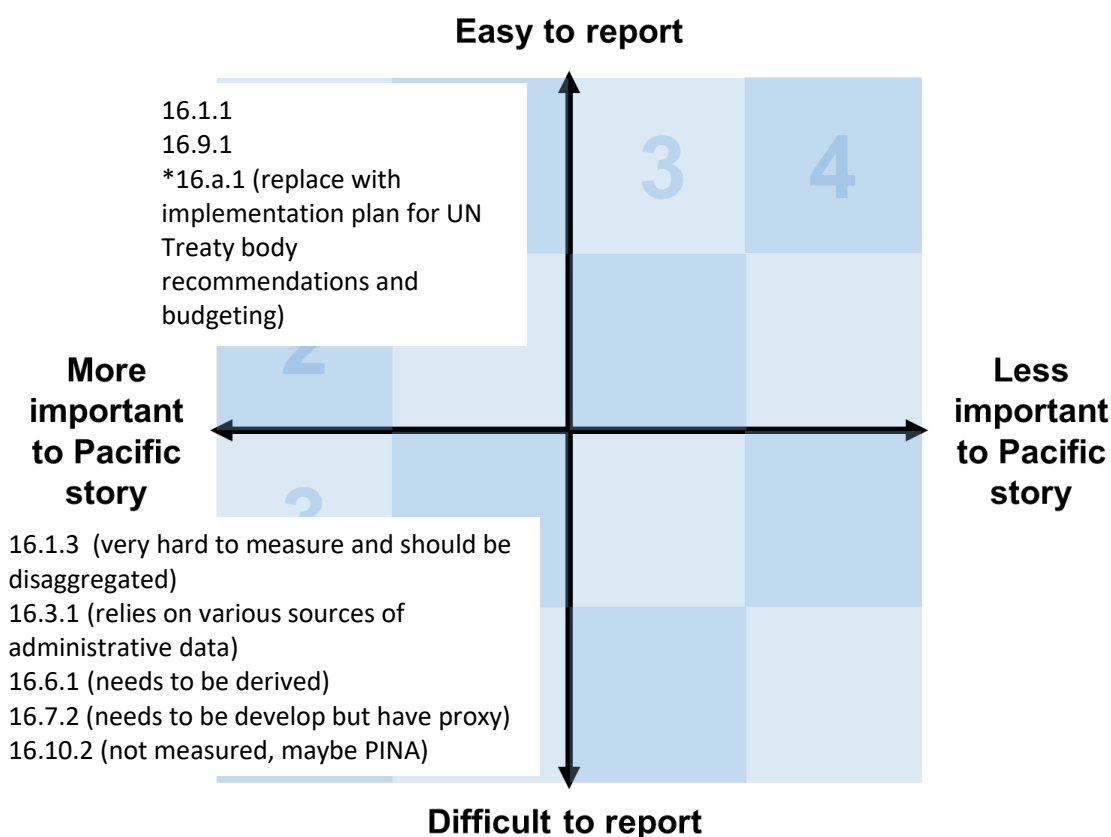 Easy to report
16.1.1
16.9.1
*16.a.1 (replace with
implementation plan for UN
Treaty body
recommendations and
budgeting)
3
4
2
More
important
to Pacific
story
Less
important
to Pacific
story
3
16.1.3 (very hard to measure and should be
disaggregated)
16.3.1 (relies on various sources of
administrative data)
16.6.1 (needs to be derived)
16.7.2 (needs to be develop but have proxy)
16.10.2 (not measured, maybe PINA)
Difficult to report